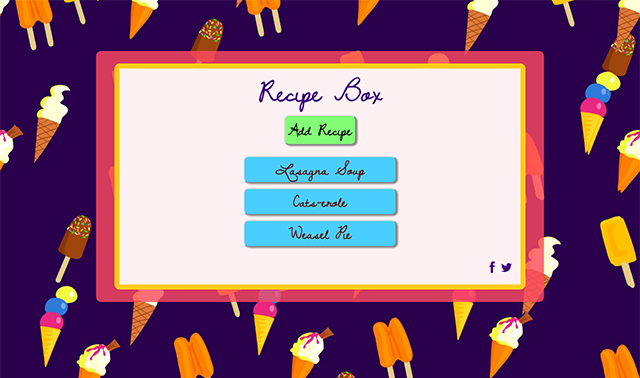 Recipe Box
Add Recipe
Lasagna Soup
Cats-erole
Weasel Pie